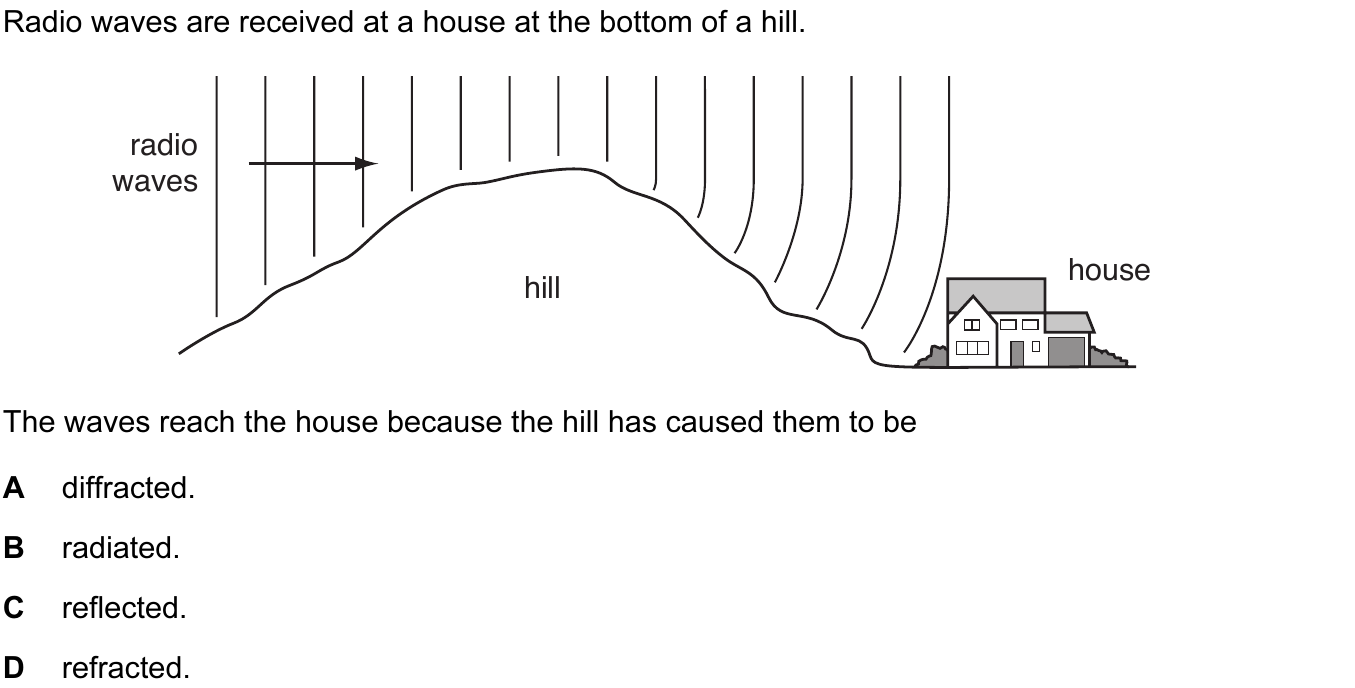 Radio waves are received at a house at the bottom of a hill.
radio
waves
hill
house
The waves reach the house because the hill has caused them to be
A diffracted.
B radiated.
C reflected.
D refracted.